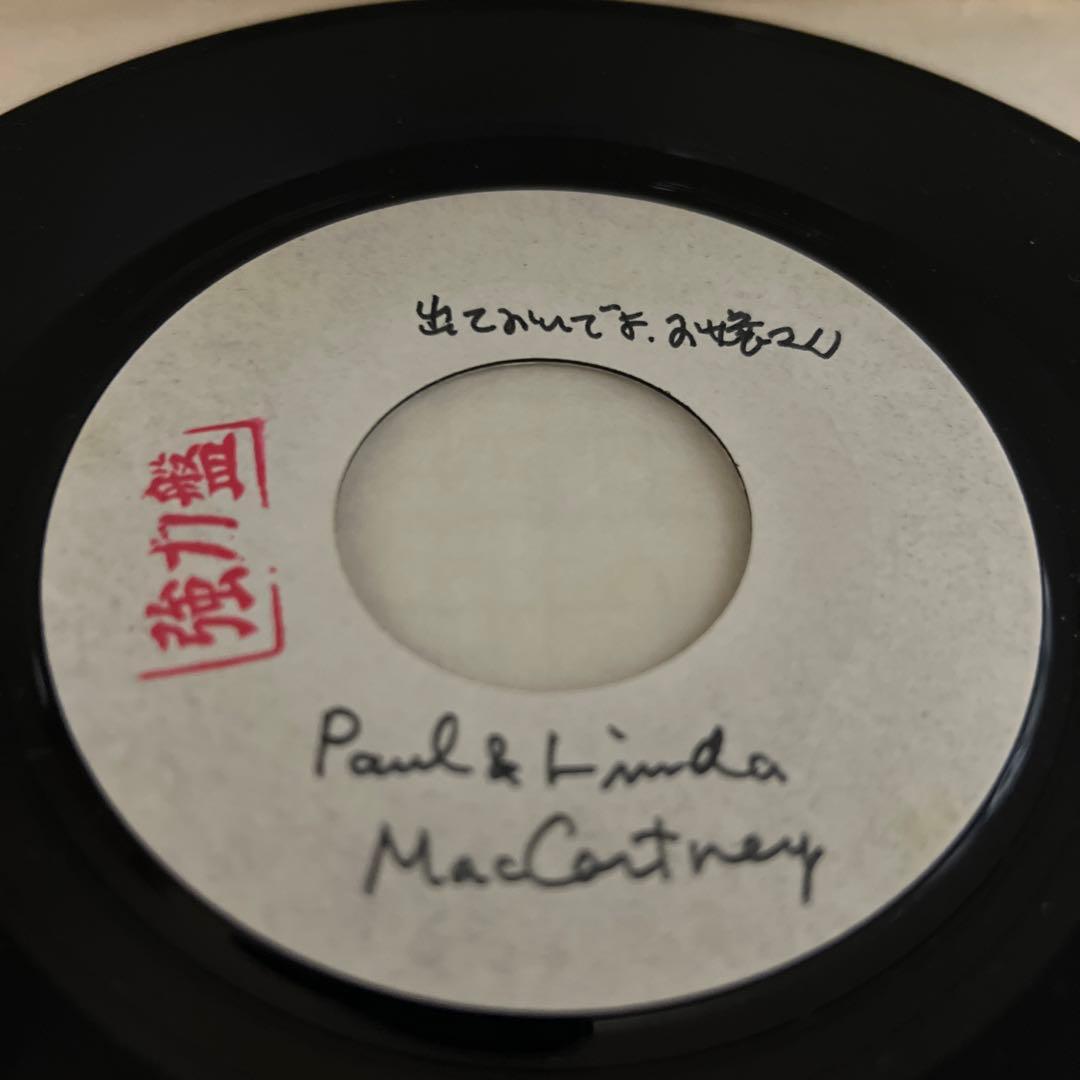 出ておいでよ、お嬢さん
強力盤
Paul & Linda
MacCartney